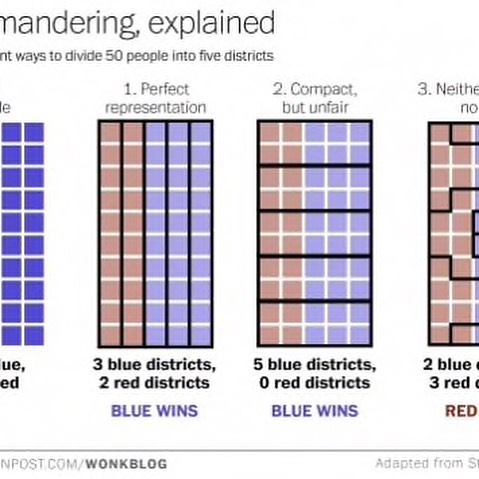 mandering, explained
nt ways to divide 50 people into five districts
le
1. Perfect
representation
2. Compact,
but unfair
3. Neithe
no
lue,
ed
3 blue districts,
2 red districts
BLUE WINS
5 blue districts,
0 red districts
BLUE WINS
2 blue d
3 red d
RED
NPOST.COM/WONKBLOG
Adapted from St